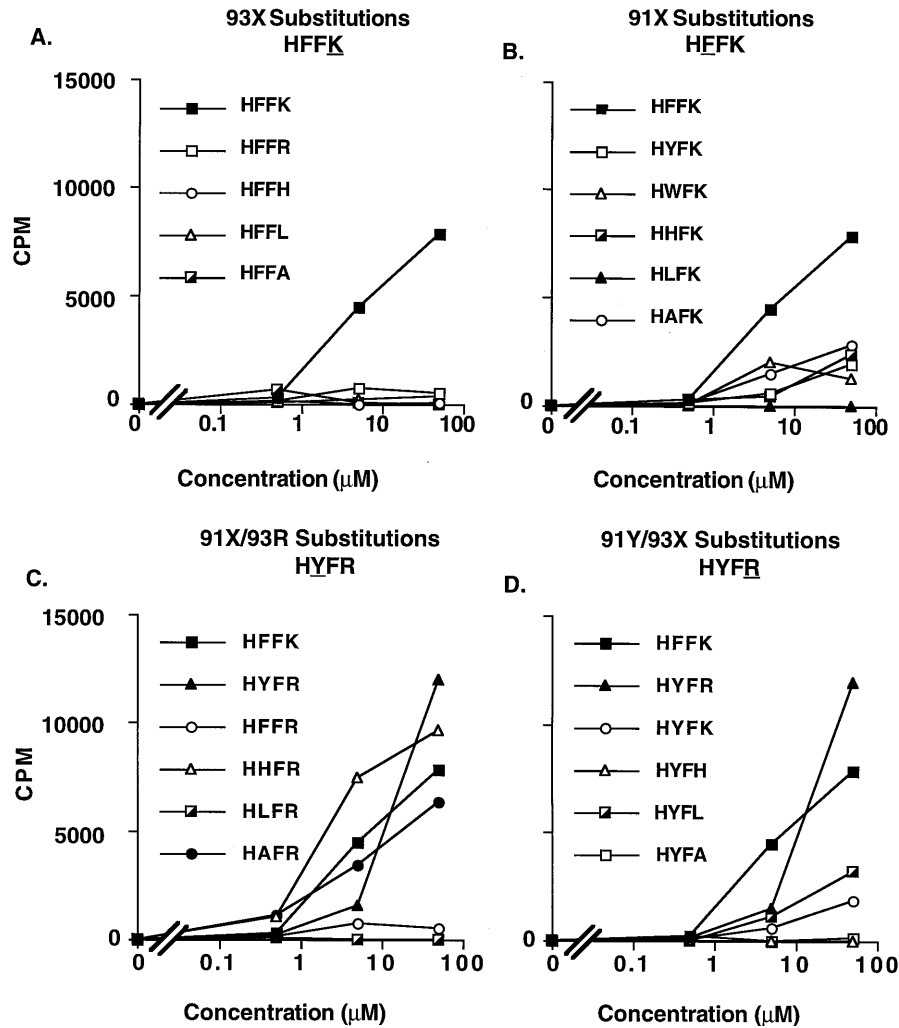 A.
93X Substitutions
HFFK
15000
10000
5000
0
CPM
HFFK
HFFR
HFFH
HFFL
HFFA
0 0.1 1 10 100
Concentration (μM)
B.
91X Substitutions
HFFK
HFFK
HYFK
HWFK
HHFK
HLFK
HAFK
0
0 0.1 1 10 100
Concentration (μM)
C.
91X/93R Substitutions
HYFR
15000
10000
5000
0
CPM
HFFK
HYFR
HFFR
HHFR
HLFR
HAFR
0 0.1 1 10 100
Concentration (μM)
D.
91Y/93X Substitutions
HYFR
HFFK
HYFR
HYFK
HYFH
HYFL
HYFA
0
0 0.1 1 10 100
Concentration (μM)